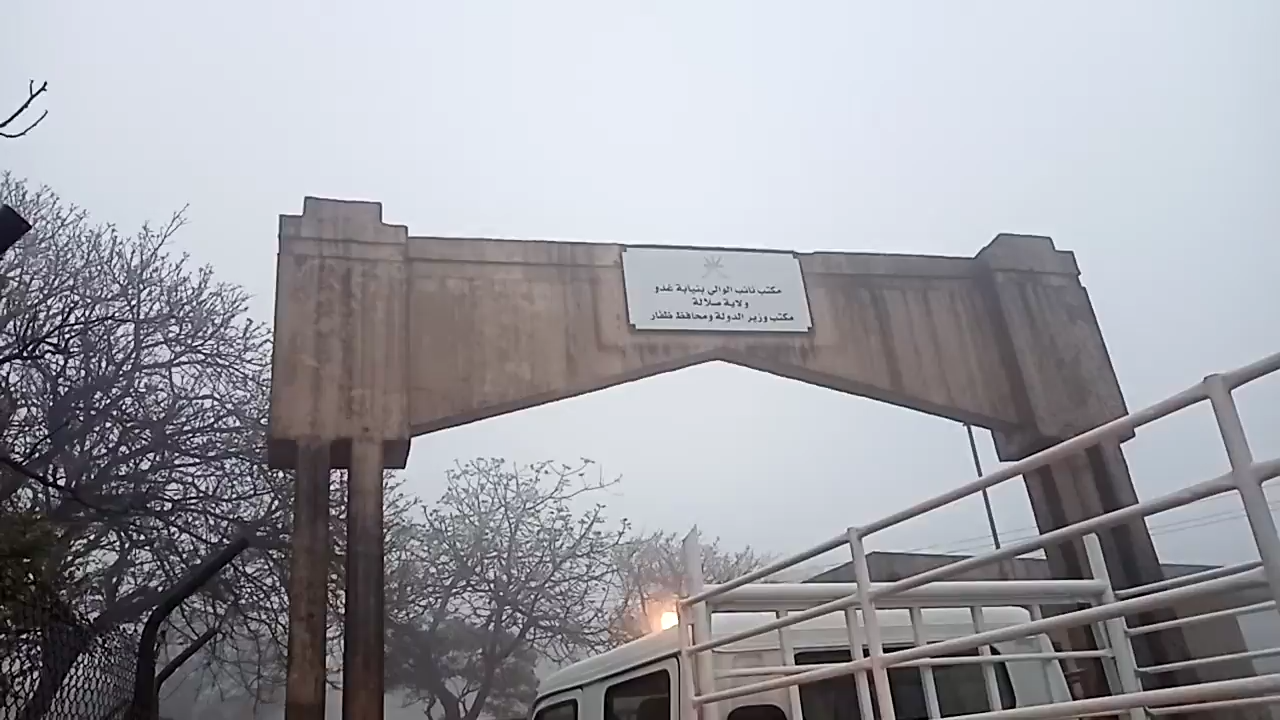 مكتب نائب الوالي بنيابة غدو
ولاية صلالة
مكتب وزير الدولة ومحافظ ظفار